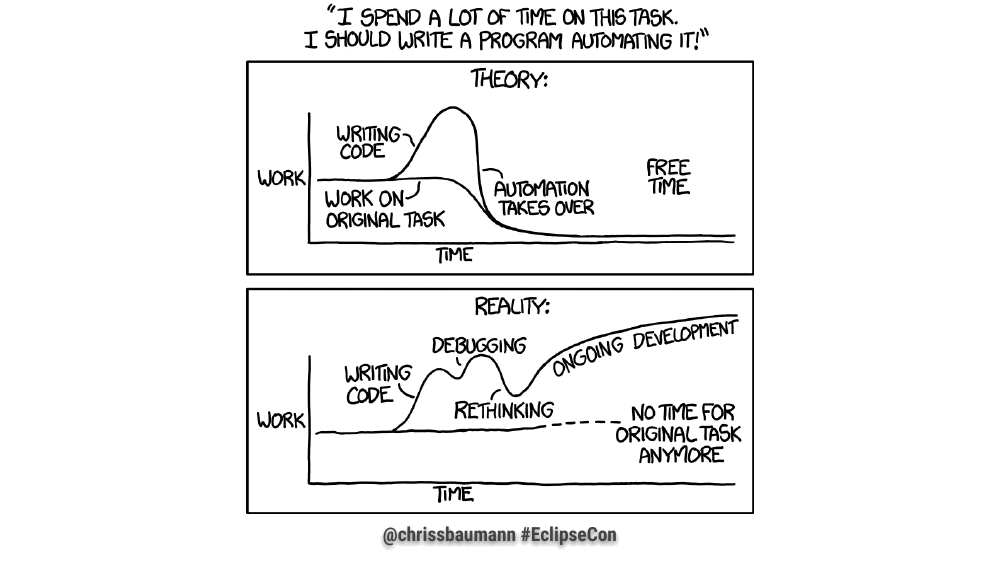 "I SPEND A LOT OF TIME ON THIS TASK.
I SHOULD WRITE A PROGRAM AUTOMATING IT!"
THEORY:
WRITING
CODE
WORK
WORK ON
ORIGINAL TASK
AUTOMATION
TAKES OVER
FREE
TIME
TIME
REALITY:
DEBUGGING
WRITING
CODE
RETHINKING
ONGOING DEVELOPMENT
WORK
NO TIME FOR
ORIGINAL TASK
ANYMORE
TIME
@chrissbaumann #EclipseCon